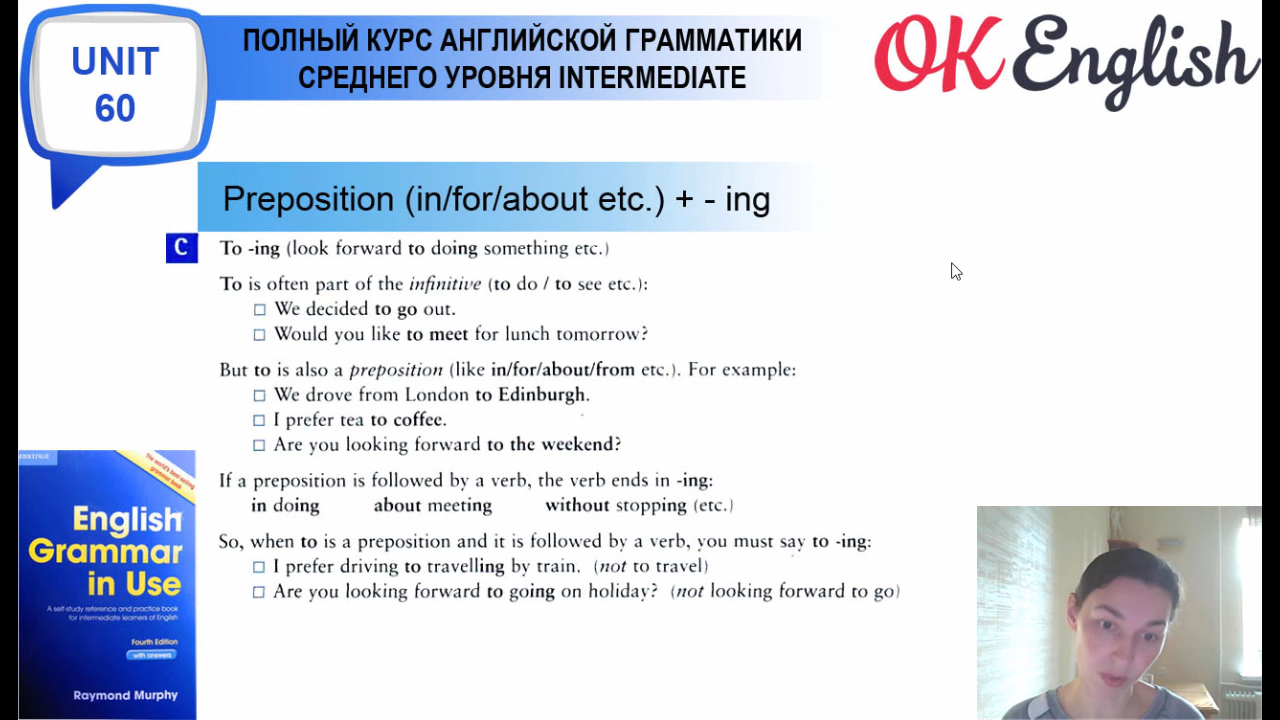 UNIT
60
ПОЛНЫЙ КУРС АНГЛИЙСКОЙ ГРАММАТИКИ
СРЕДНЕГО УРОВНЯ INTERMEDIATE
OK English
Preposition (in/for/about etc.) + - ing
C
To -ing (look forward to doing something etc.)
To is often part of the infinitive (to do / to see etc.):
□ We decided to go out.
□ Would you like to meet for lunch tomorrow?
But to is also a preposition (like in/for/about/from etc.). For example:
□ We drove from London to Edinburgh.
□ I prefer tea to coffee.
□ Are you looking forward to the weekend?
If a preposition is followed by a verb, the verb ends in -ing:
in doing about meeting without stopping (etc.)
So, when to is a preposition and it is followed by a verb, you must say to -ing:
□ I prefer driving to travelling by train. (not to travel)
□ Are you looking forward to going on holiday? (not looking forward to go)
The world's best-selling
grammar book
English
Grammar
in Use
A self-study reference and practice book
for intermediate learners of English
Fourth Edition
with answers
Raymond Murphy